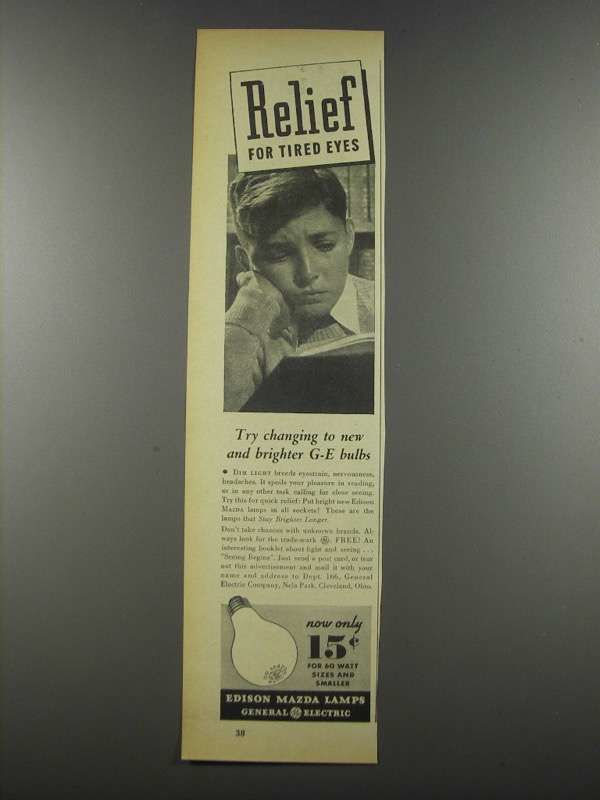 Relief
FOR TIRED EYES
Try changing to new
and brighter G-E bulbs
• DIM LIGHT breeds eyestrain, nervousness,
headaches. It spoils your pleasure in reading,
or in any other task calling for close seeing.
Try this for quick relief: Put bright new Edison
MAZDA lamps in all sockets! These are the
lamps that Stay Brighter Longer.
Don't take chances with unknown brands. Al-
ways look for the trade-mark GE. FREE! An
interesting booklet about light and seeing . . .
"Seeing Begins". Just send a post card, or tear
out this advertisement and mail it with your
name and address to Dept. 166, General
Electric Company, Nela Park, Cleveland, Ohio.
now only
15¢
FOR 60 WATT
SIZES AND
SMALLER
EDISON MAZDA LAMPS
GENERAL GE ELECTRIC
38